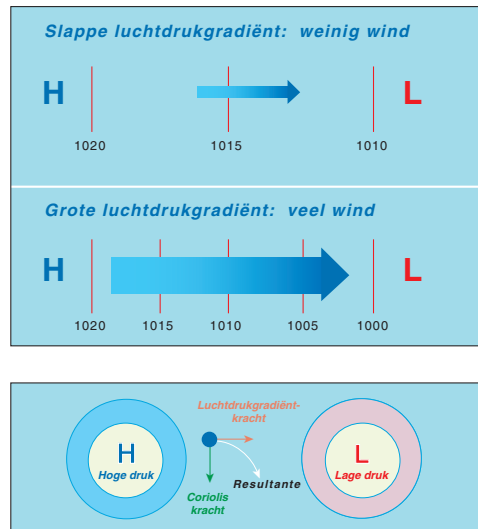 Slappe luchtdrukgradiënt: weinig wind
H L
1020 1015 1010
Grote luchtdrukgradiënt: veel wind
H L
1020 1015 1010 1005 1000
Luchtdrukgradiënt-
kracht
H
Hoge druk
L
Lage druk
Resultante
Coriolis
kracht